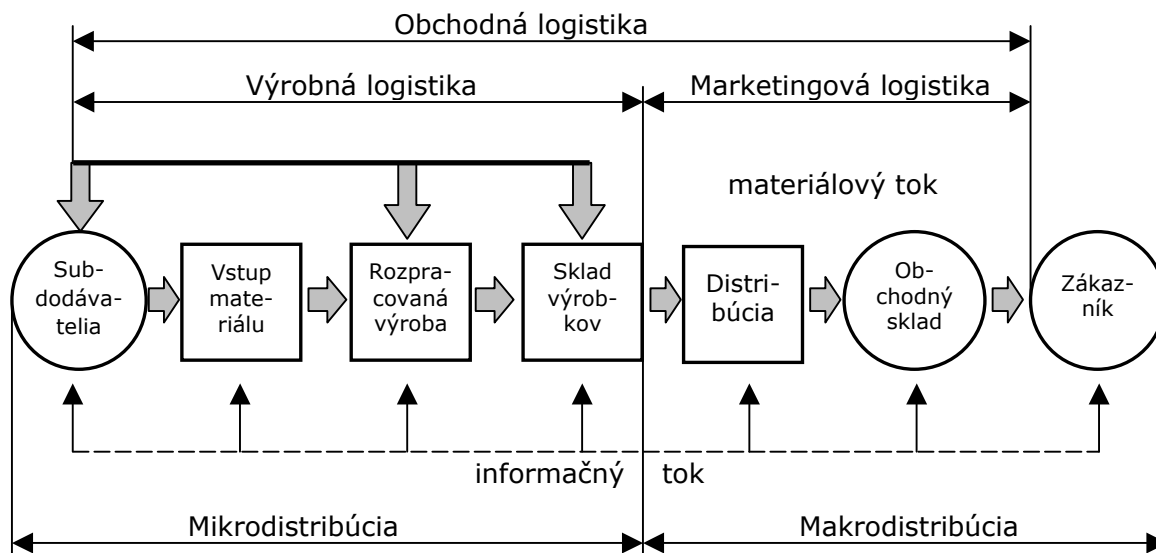 Obchodná logistika
Výrobná logistika
Marketingová logistika
materiálový tok
Sub-
dodáva-
telia
Vstup
mate-
riálu
Rozpra-
covaná
výroba
Sklad
výrob-
kov
Distri-
búcia
Ob-
chodný
sklad
Zákaz-
ník
informačný tok
Mikrodistribúcia
Makrodistribúcia